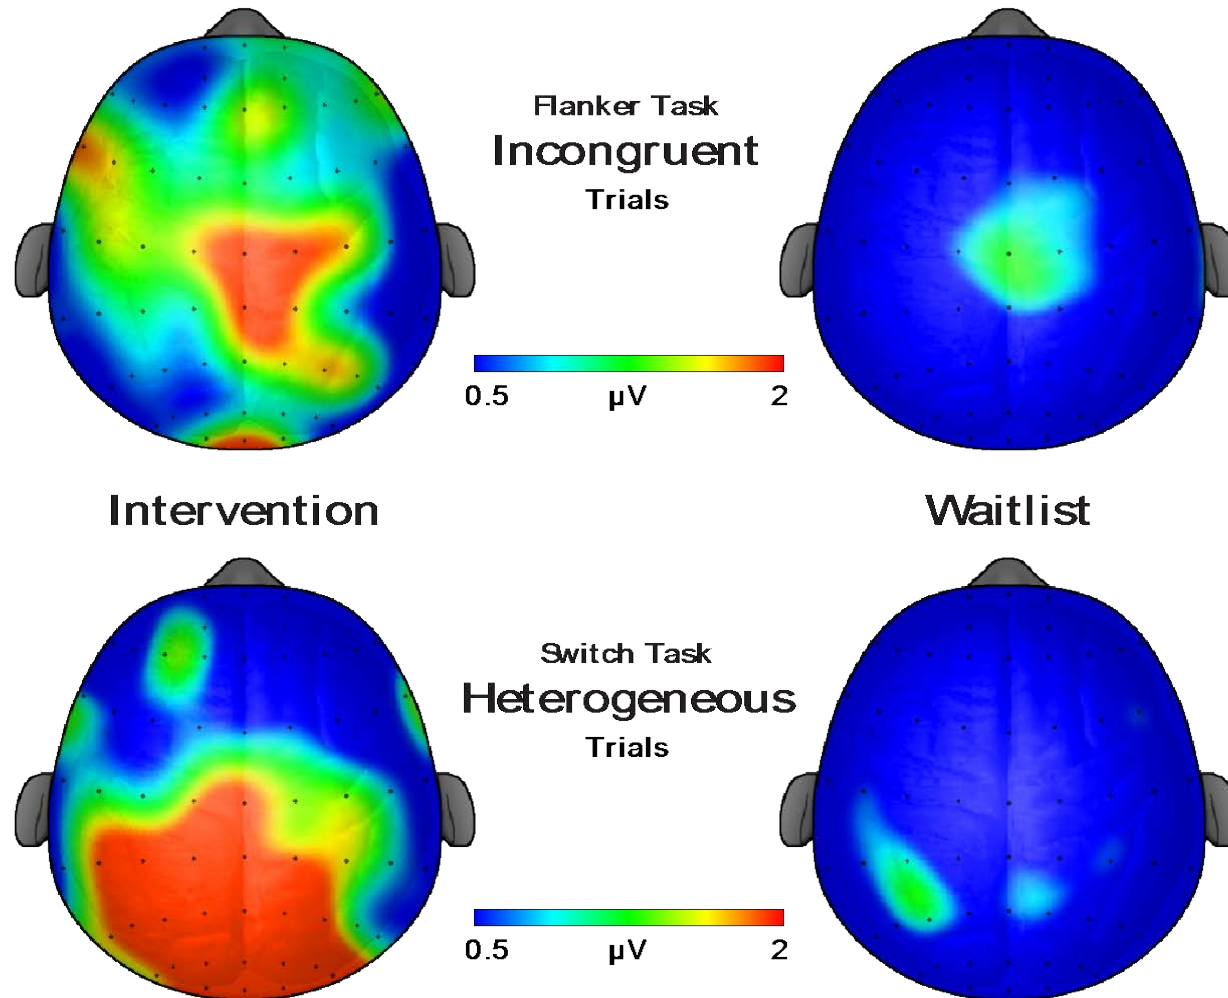 Flanker Task
Incongruent
Trials
0.5 µV 2
Intervention
Waitlist
Switch Task
Heterogeneous
Trials
0.5 µV 2